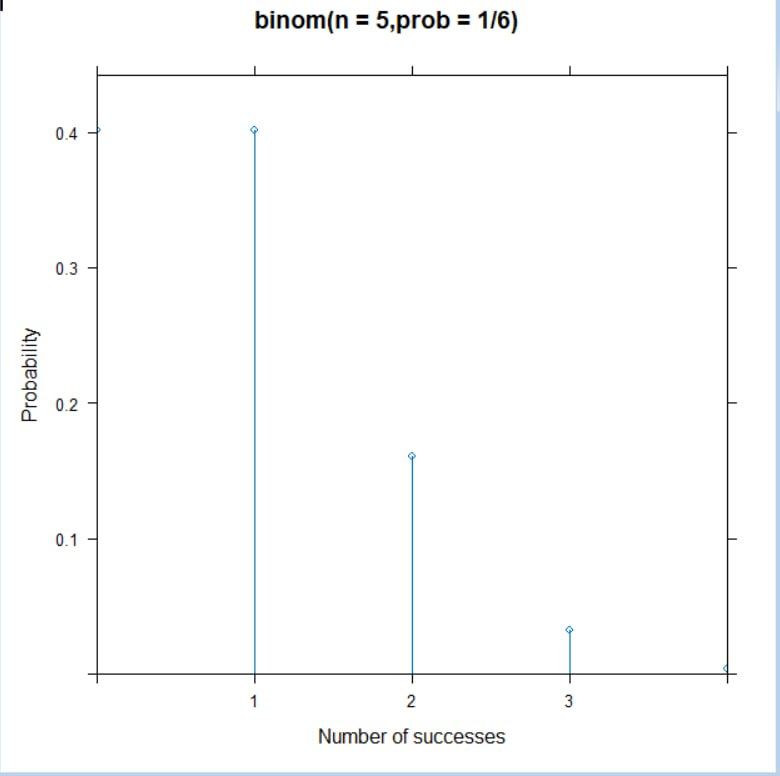 binom(n = 5,prob = 1/6)
0.4
0.3
0.2
0.1
Probability
1 2 3
Number of successes